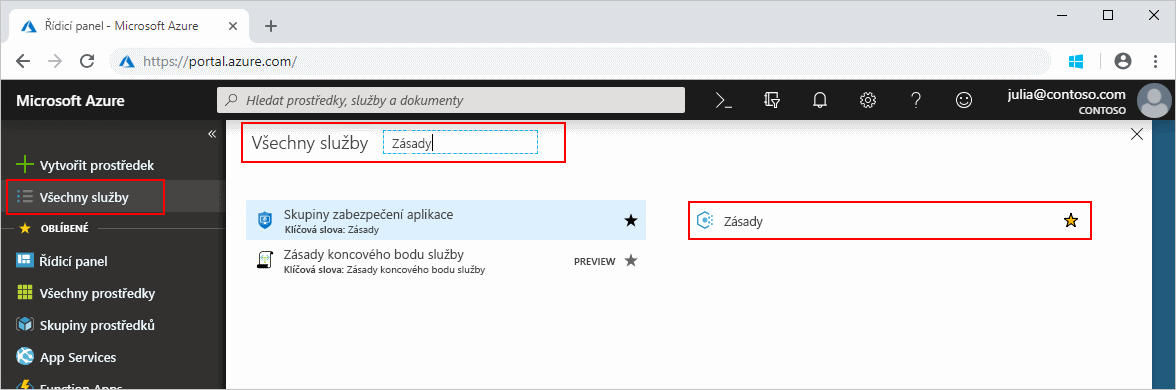 Řídicí panel - Microsoft Azure
https://portal.azure.com/
Microsoft Azure
Hledat prostředky, služby a dokumenty
julia@contoso.com
CONTOSO
Vytvořit prostředek
Všechny služby
OBLÍBENÉ
Řídicí panel
Všechny prostředky
Skupiny prostředků
App Services
Function Apps
Všechny služby
Zásady
Skupiny zabezpečení aplikace
Klíčová slova: Zásady
Zásady koncového bodu služby
Klíčová slova: Zásady koncového bodu služby
PREVIEW
Zásady